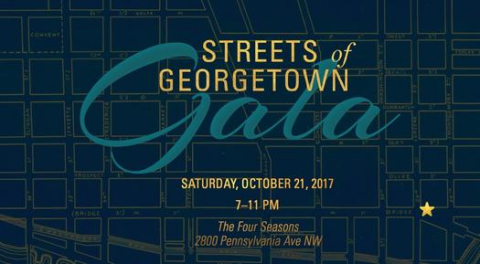 STREETS of
GEORGETOWN
Gala
SATURDAY, OCTOBER 21, 2017
7–11 PM
The Four Seasons
2800 Pennsylvania Ave NW